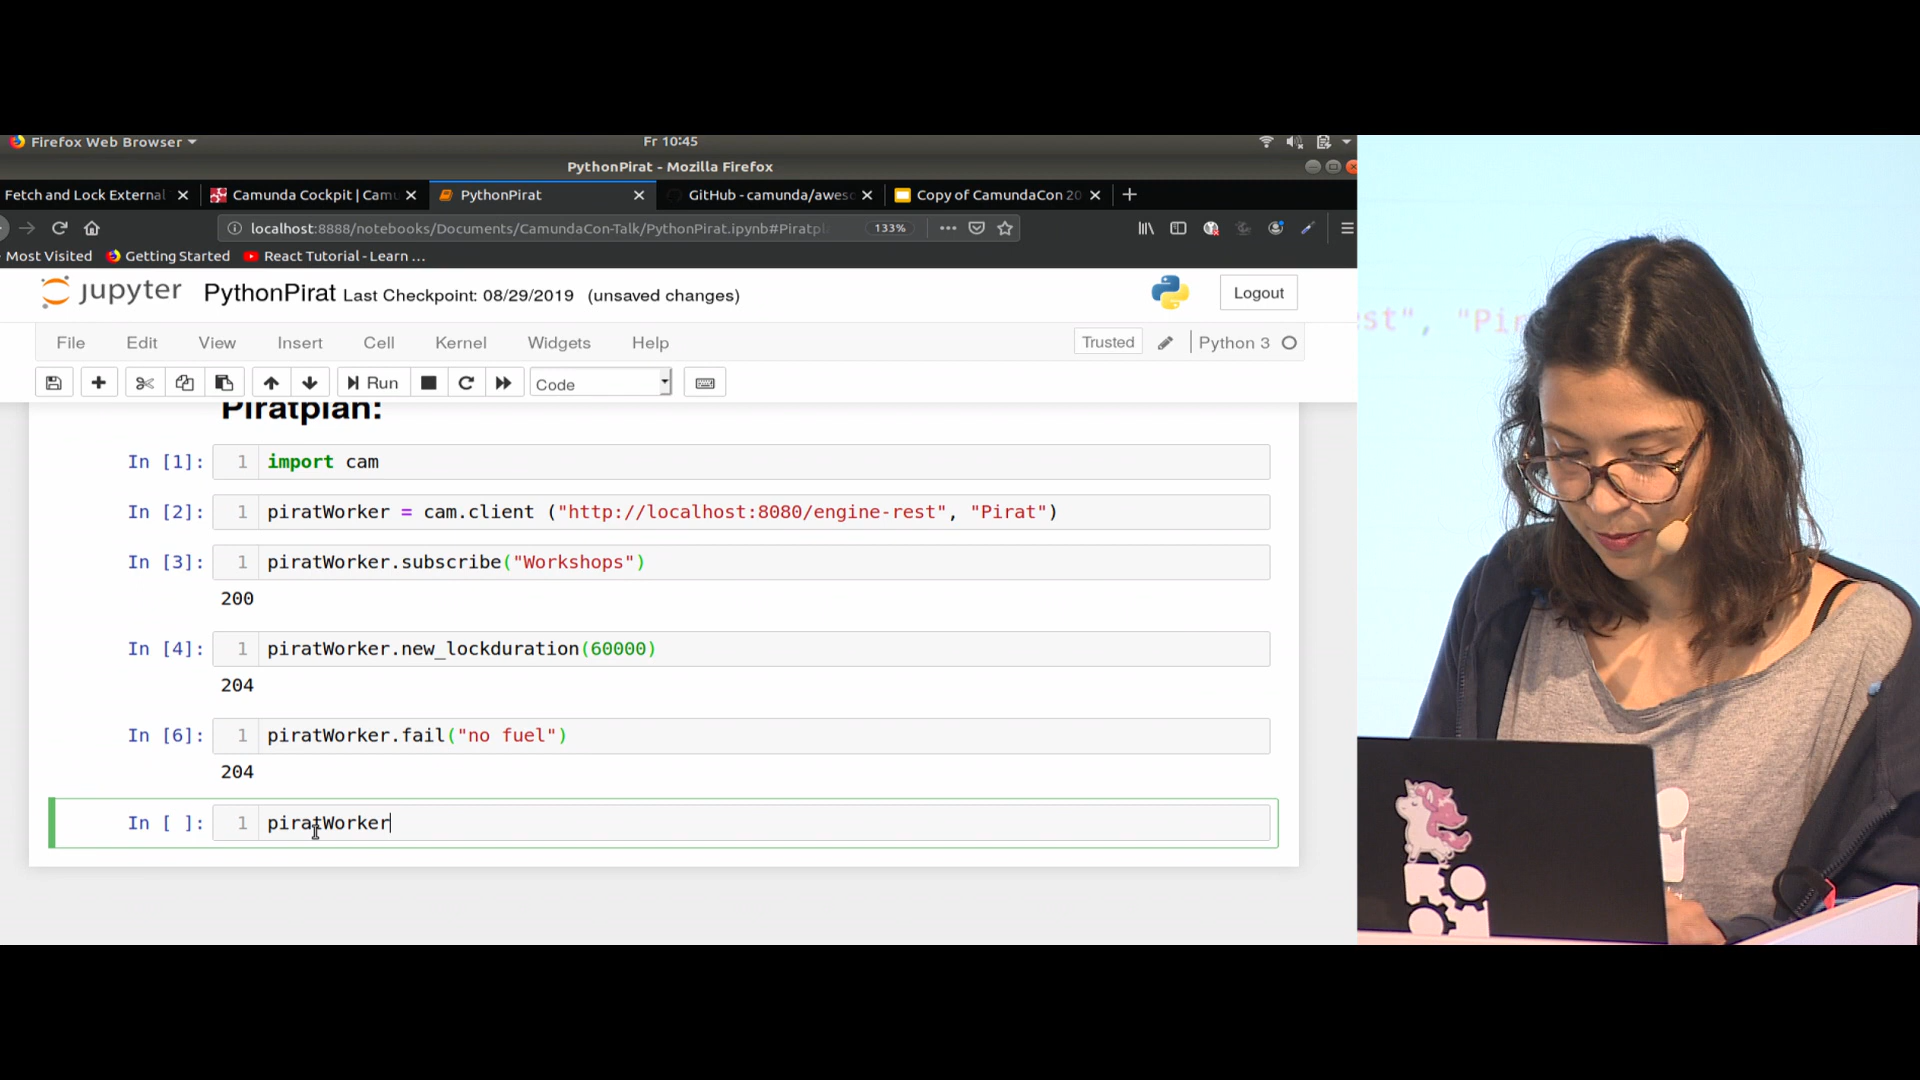 Firefox Web Browser
Fr 10:45
PythonPirat - Mozilla Firefox
Fetch and Lock External
Camunda Cockpit | Camu
PythonPirat
GitHub - camunda/aweso
Copy of CamundaCon 20
localhost:8888/notebooks/Documents/CamundaCon-Talk/PythonPirat.ipynb#Piratpl
133%
Most Visited
Getting Started
React Tutorial - Learn ...
jupyter
PythonPirat Last Checkpoint: 08/29/2019 (unsaved changes)
Logout
File Edit View Insert Cell Kernel Widgets Help
Trusted
Python 3
Run
Code
Piratplan:
In [1]: 1 import cam
In [2]: 1 piratWorker = cam.client ("http://localhost:8080/engine-rest", "Pirat")
In [3]: 1 piratWorker.subscribe("Workshops")
200
In [4]: 1 piratWorker.new_lockduration(60000)
204
In [6]: 1 piratWorker.fail("no fuel")
204
In [ ]: 1 piratWorker
st", "Pir